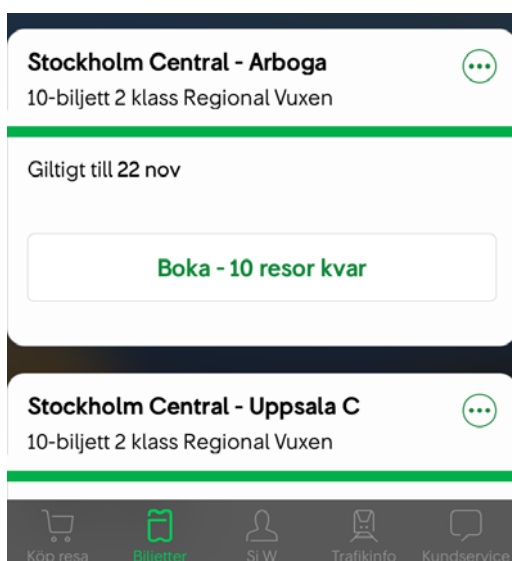 Stockholm Central - Arboga
10-biljett 2 klass Regional Vuxen
Giltigt till 22 nov
Boka - 10 resor kvar
Stockholm Central - Uppsala C
10-biljett 2 klass Regional Vuxen
Köp resa Biljetter Si W. Trafikinfo Kundservice